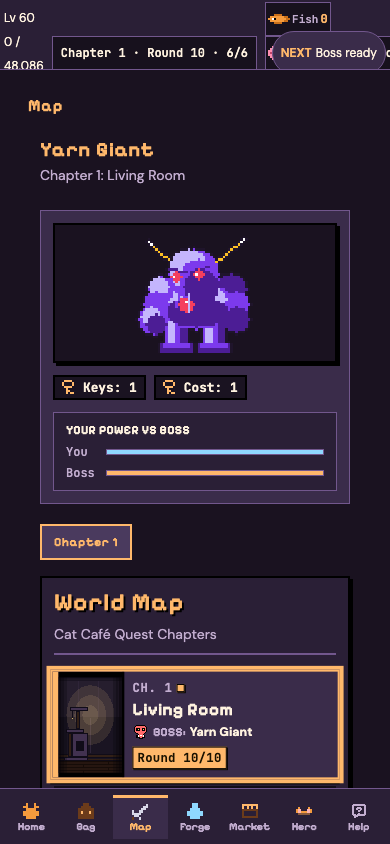 Lv 60
0 /
48,086
Chapter 1 · Round 10 · 6/6
Fish 0
NEXT Boss ready
Map
Yarn Giant
Chapter 1: Living Room
Keys: 1
Cost: 1
YOUR POWER VS BOSS
You
Boss
Chapter 1
World Map
Cat Café Quest Chapters
CH. 1
Living Room
BOSS: Yarn Giant
Round 10/10
Home
Bag
Map
Forge
Market
Hero
Help